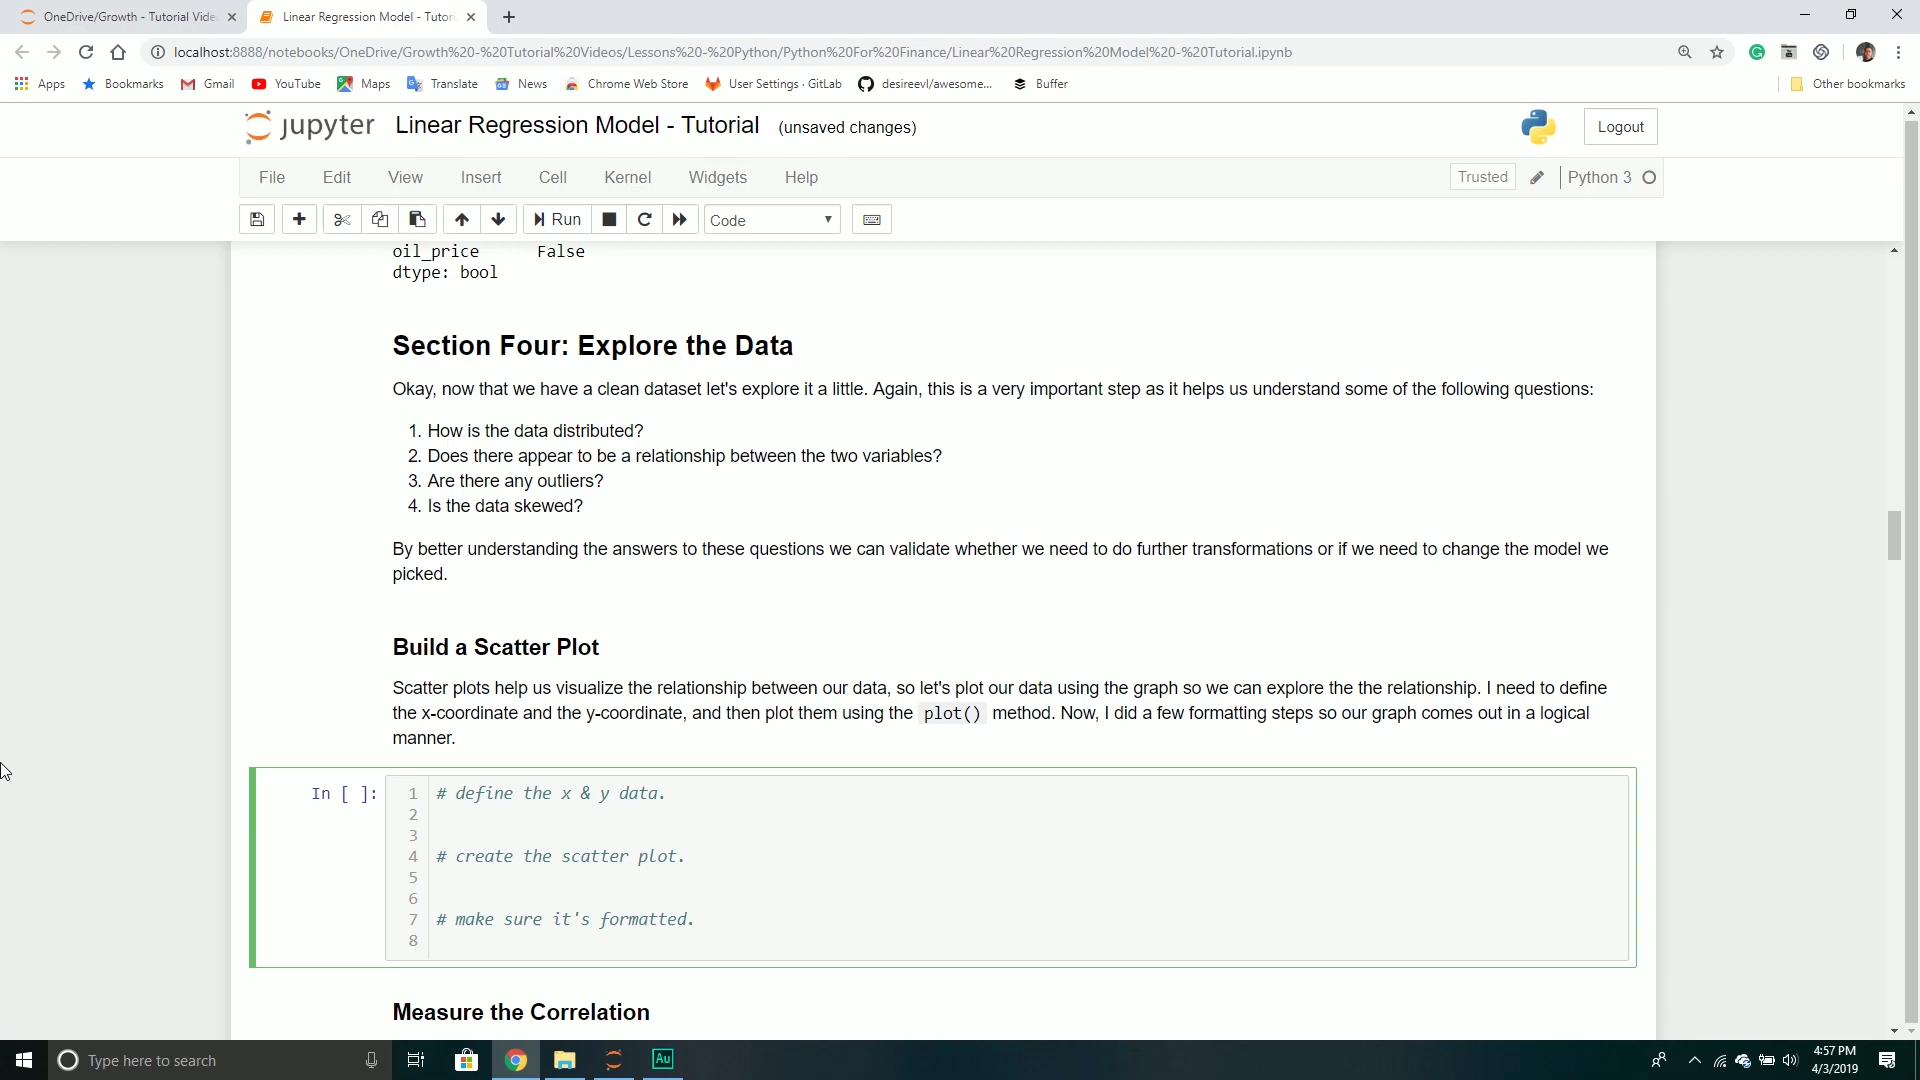 OneDrive/Growth - Tutorial Vide
Linear Regression Model - Tutori
localhost:8888/notebooks/OneDrive/Growth%20-%20Tutorial%20Videos/Lessons%20-%20Python/Python%20For%20Finance/Linear%20Regression%20Model%20-%20Tutorial.ipynb
Apps Bookmarks Gmail YouTube Maps Translate News Chrome Web Store User Settings · GitLab desireevl/awesome... Buffer Other bookmarks
jupyter Linear Regression Model - Tutorial (unsaved changes) Logout
File Edit View Insert Cell Kernel Widgets Help Trusted Python 3
Run Code
oil_price False
dtype: bool
Section Four: Explore the Data
Okay, now that we have a clean dataset let's explore it a little. Again, this is a very important step as it helps us understand some of the following questions:
1. How is the data distributed?
2. Does there appear to be a relationship between the two variables?
3. Are there any outliers?
4. Is the data skewed?
By better understanding the answers to these questions we can validate whether we need to do further transformations or if we need to change the model we
picked.
Build a Scatter Plot
Scatter plots help us visualize the relationship between our data, so let's plot our data using the graph so we can explore the the relationship. I need to define
the x-coordinate and the y-coordinate, and then plot them using the plot() method. Now, I did a few formatting steps so our graph comes out in a logical
manner.
In [ ]: 1 # define the x & y data.
2
3
4 # create the scatter plot.
5
6
7 # make sure it's formatted.
8
Measure the Correlation
Type here to search
Au
4:57 PM
4/3/2019